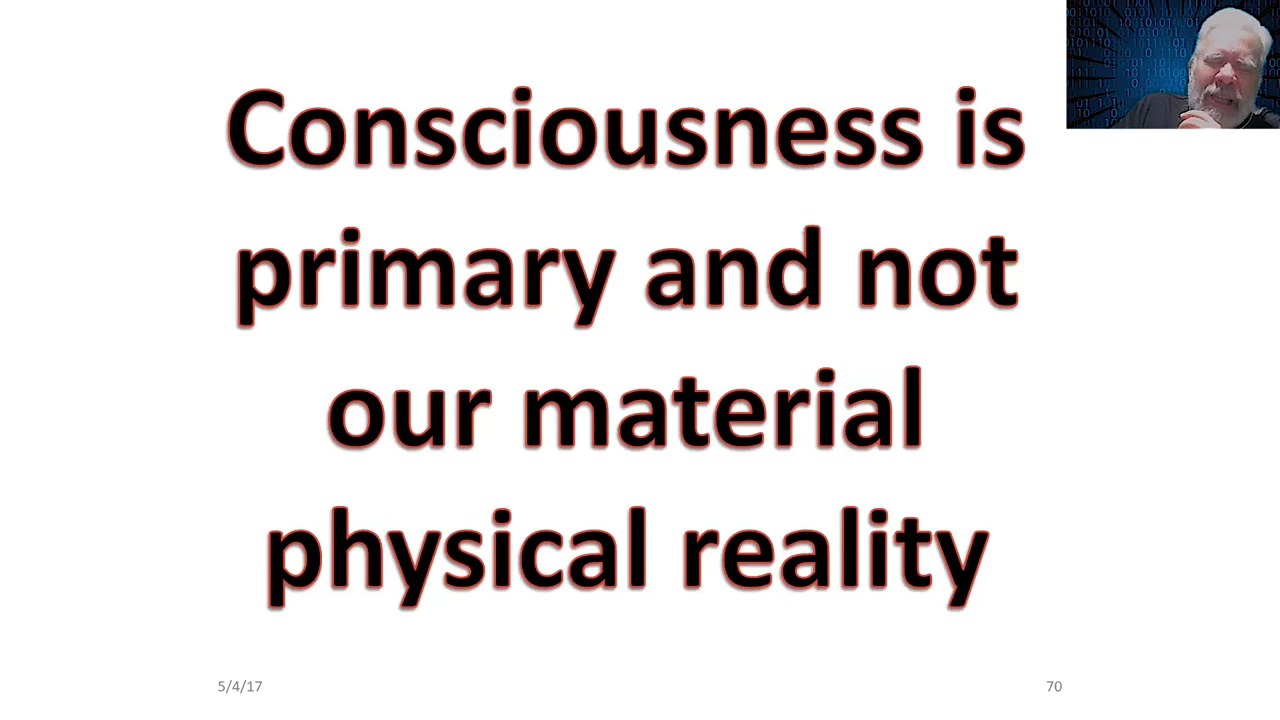 Consciousness is
primary and not
our material
physical reality
5/4/17
70